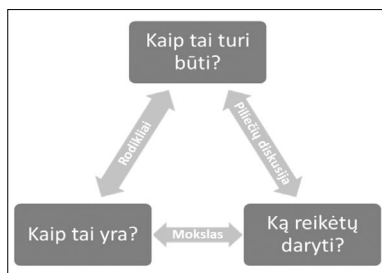 Kaip tai turi
būti?
Rodikliai
Piliečių diskusija
Kaip tai yra?
Mokslas
Ką reikėtų
daryti?